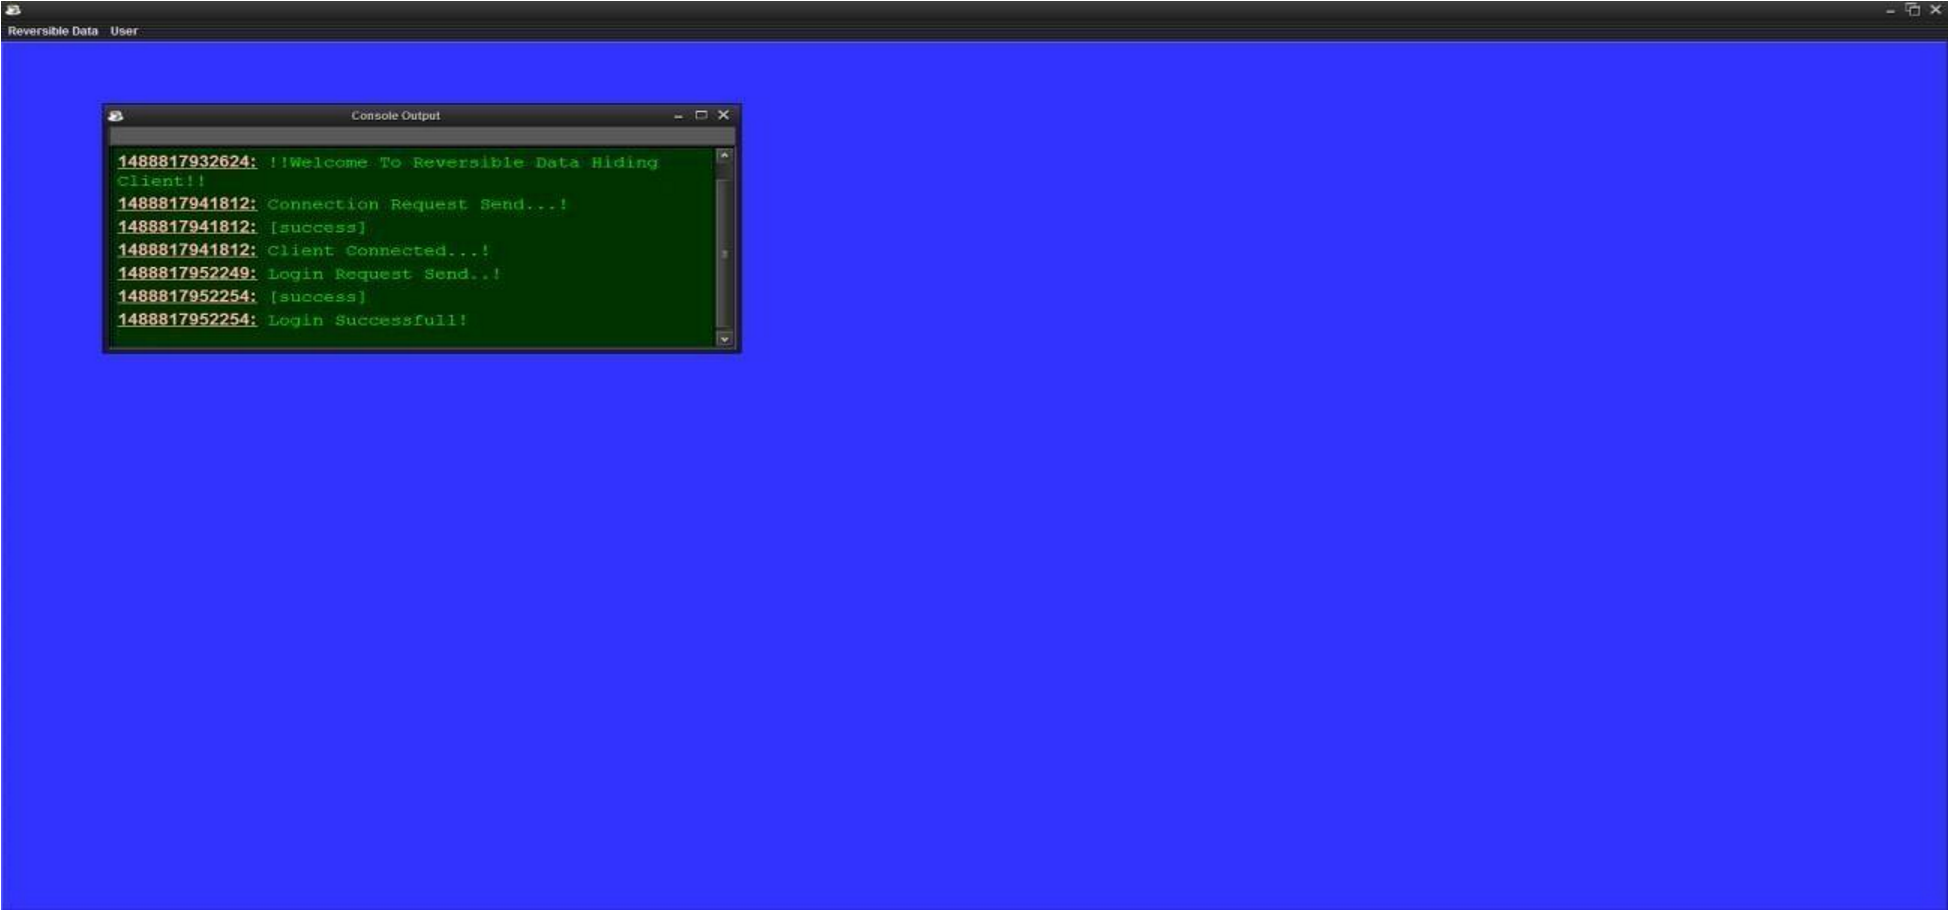 Reversible Data User
Console Output
1488817932624: !!Welcome To Reversible Data Hiding
Client!!
1488817941812: Connection Request Send...!
1488817941812: [success]
1488817941812: Client Connected...!
1488817952249: Login Request Send..!
1488817952254: [success]
1488817952254: Login Successfull!